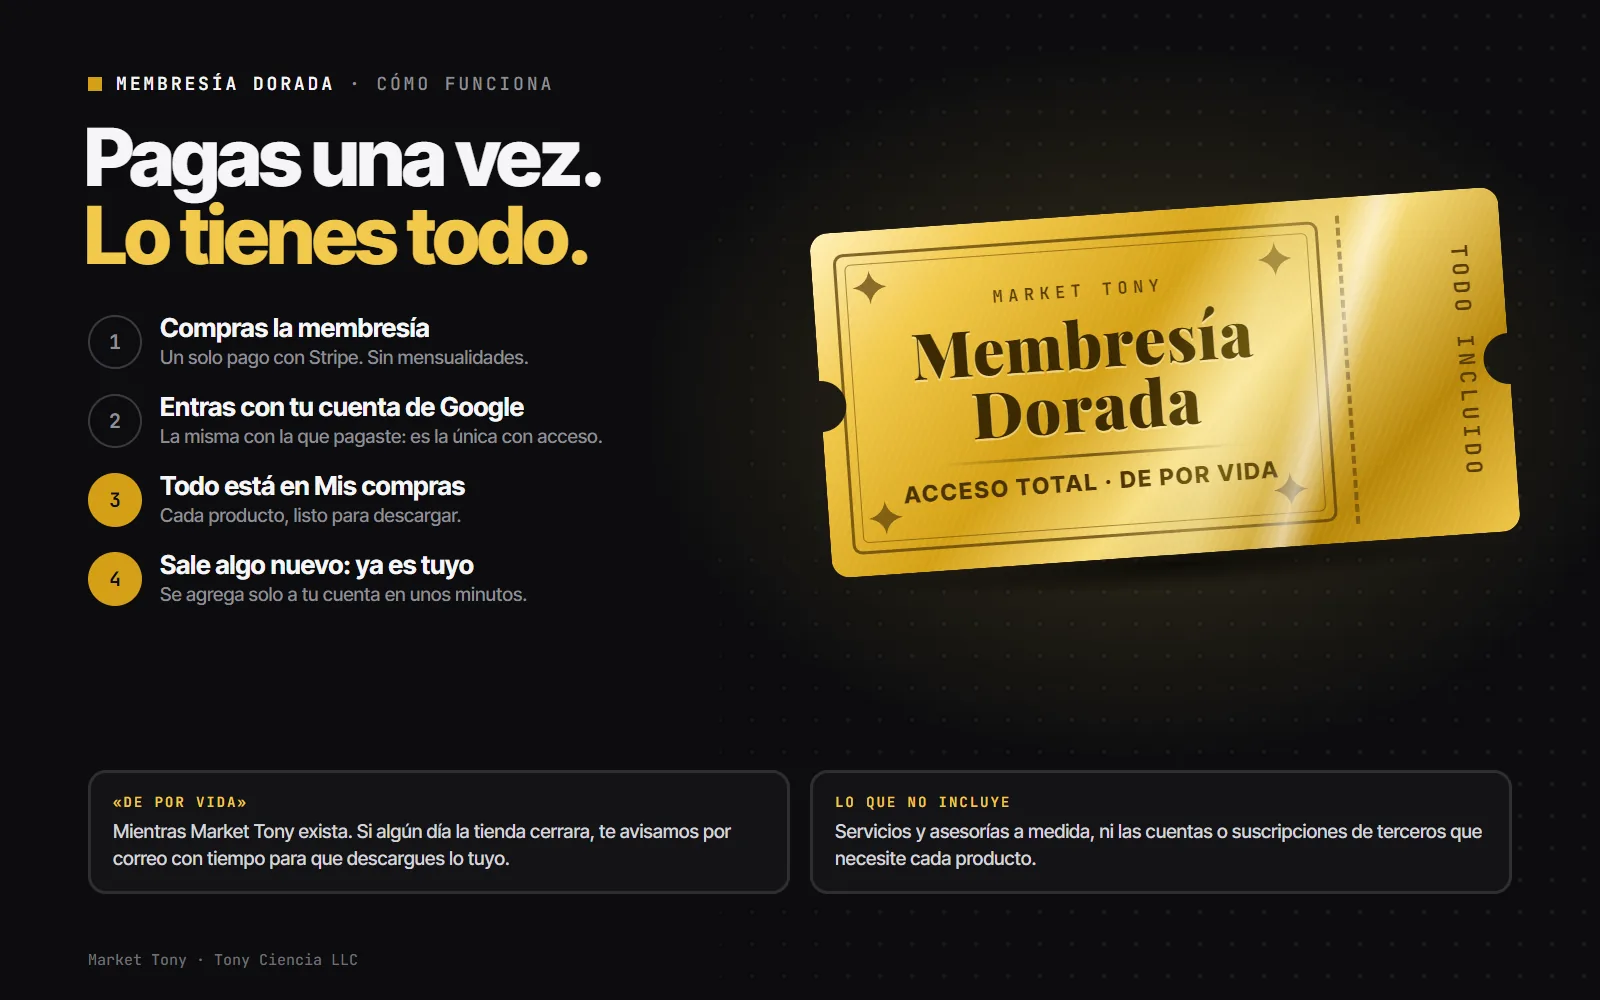 MEMBRESÍA DORADA · CÓMO FUNCIONA
Pagas una vez.
Lo tienes todo.
1
Compras la membresía
Un solo pago con Stripe. Sin mensualidades.
2
Entras con tu cuenta de Google
La misma con la que pagaste: es la única con acceso.
3
Todo está en Mis compras
Cada producto, listo para descargar.
4
Sale algo nuevo: ya es tuyo
Se agrega solo a tu cuenta en unos minutos.
MARKET TONY
Membresía
Dorada
ACCESO TOTAL · DE POR VIDA
TODO INCLUIDO
«DE POR VIDA»
Mientras Market Tony exista. Si algún día la tienda cerrara, te avisamos por
correo con tiempo para que descargues lo tuyo.
LO QUE NO INCLUYE
Servicios y asesorías a medida, ni las cuentas o suscripciones de terceros que
necesite cada producto.
Market Tony · Tony Ciencia LLC